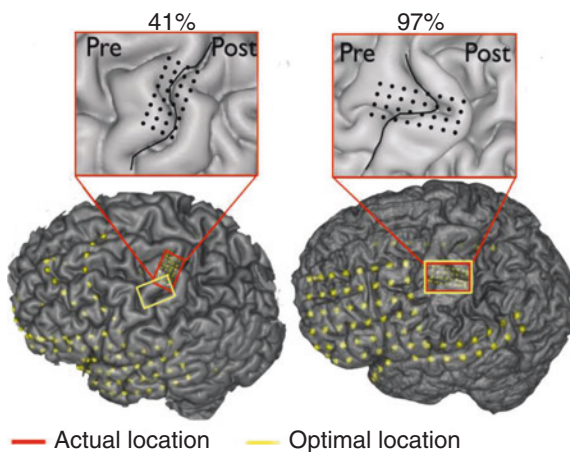 41%
97%
Pre
Post
Pre
Post
Actual location
Optimal location